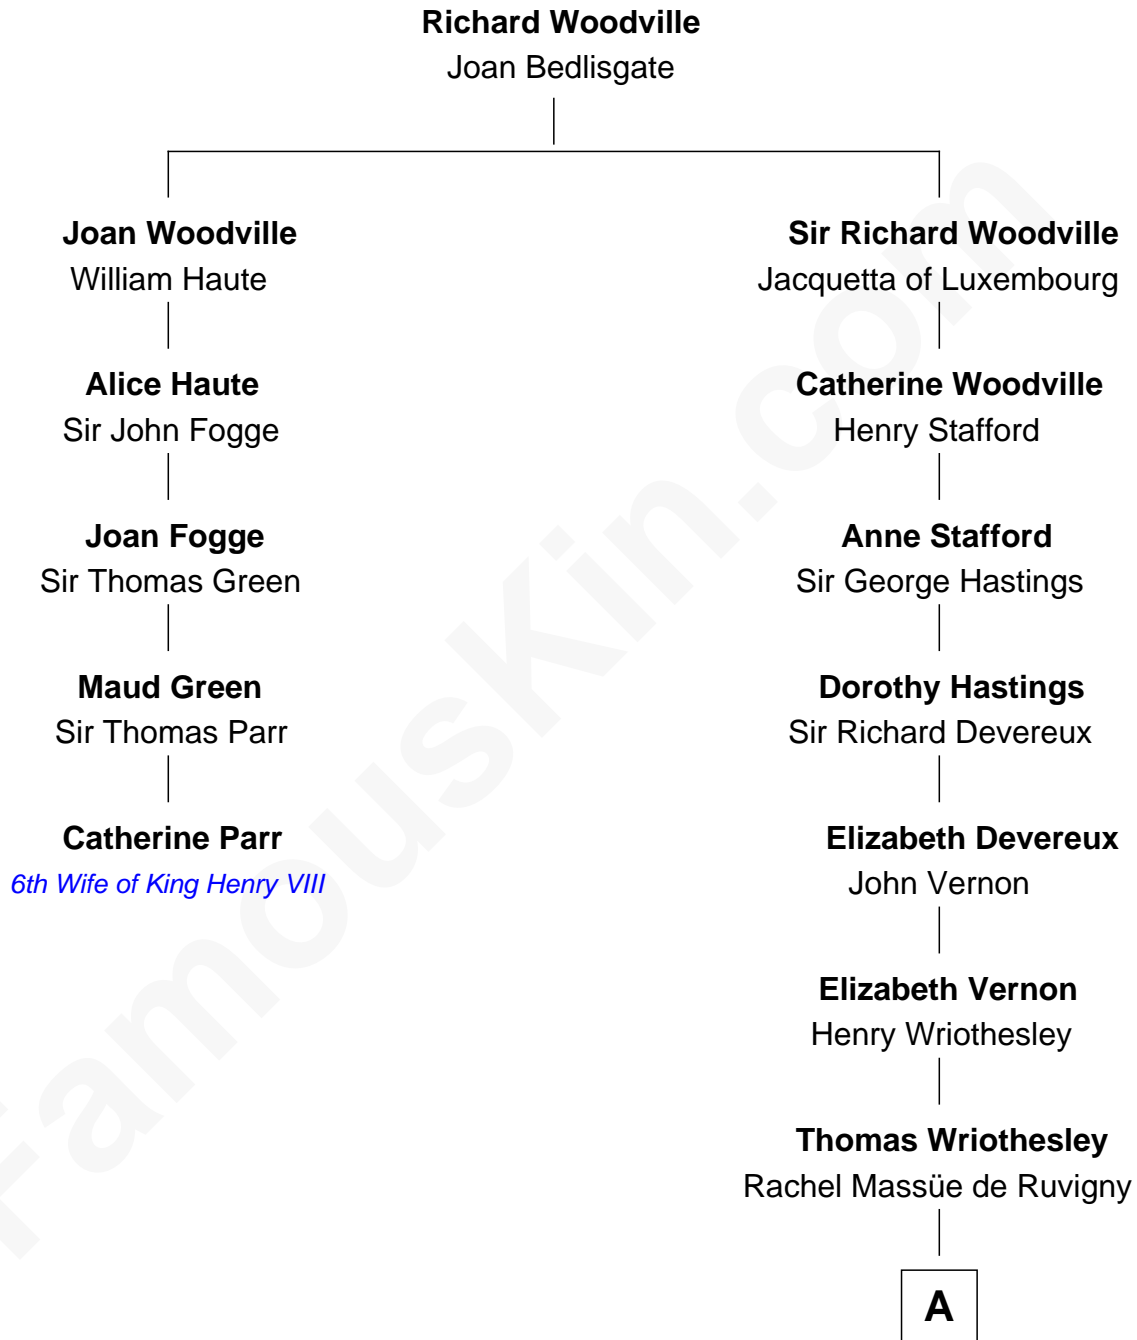 Richard Woodville
Joan Bedlisgate
Joan Woodville
William Haute
Sir Richard Woodville
Jacquetta of Luxembourg
Alice Haute
Sir John Fogge
Catherine Woodville
Henry Stafford
Joan Fogge
Sir Thomas Green
Anne Stafford
Sir George Hastings
Maud Green
Sir Thomas Parr
Dorothy Hastings
Sir Richard Devereux
Catherine Parr
6th Wife of King Henry VIII
Elizabeth Devereux
John Vernon
Elizabeth Vernon
Henry Wriothesley
Thomas Wriothesley
Rachel Massüe de Ruvigny
A
FamousKin.com